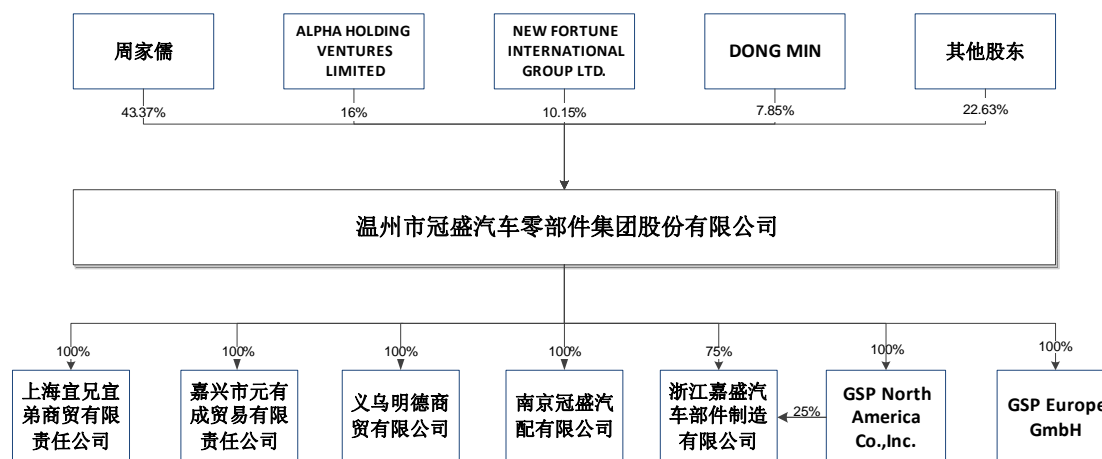 周家儒
ALPHA HOLDING
VENTURES
LIMITED
NEW FORTUNE
INTERNATIONAL
GROUP LTD.
DONG MIN
其他股东
43.37%
16%
10.15%
7.85%
22.63%
温州市冠盛汽车零部件集团股份有限公司
100%
100%
100%
100%
75%
100%
100%
上海宜兄宜
弟商贸有限
责任公司
嘉兴市元有
成贸易有限
责任公司
义乌明德商
贸有限公司
南京冠盛汽
配有限公司
浙江嘉盛汽
车部件制造
有限公司
25%
GSP North
America
Co.,Inc.
GSP Europe
GmbH